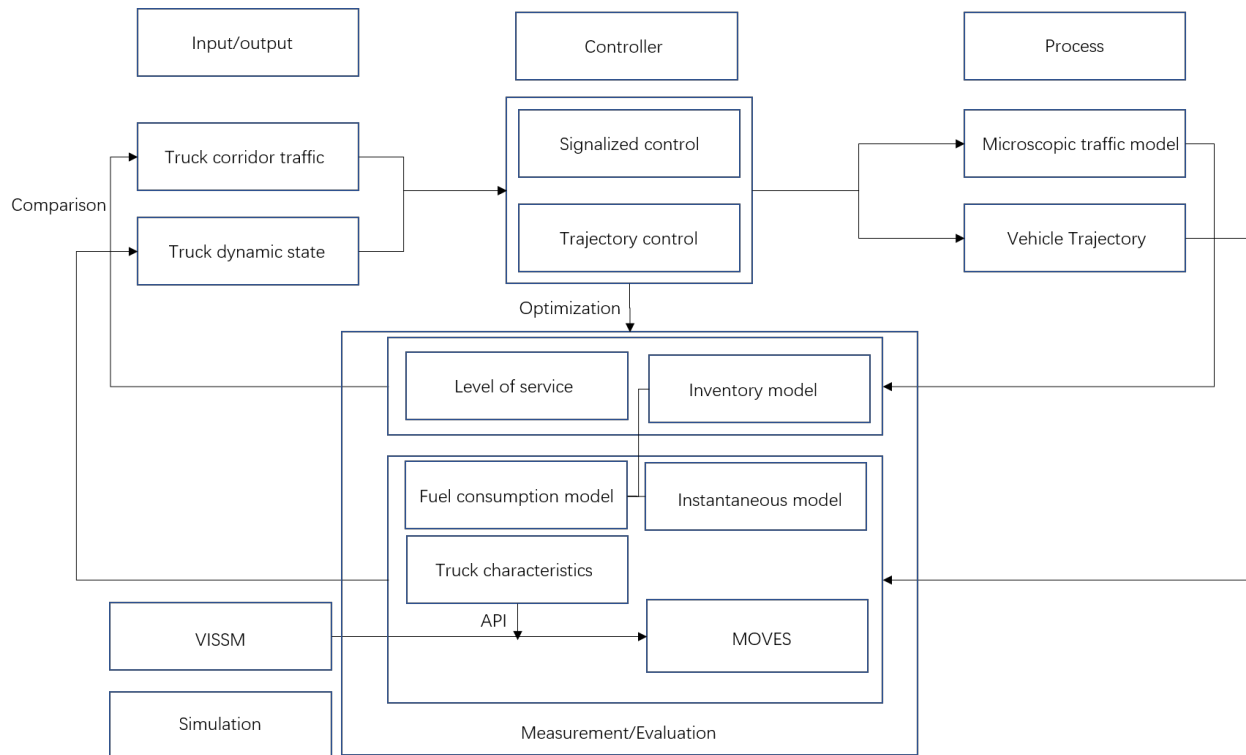 Input/output
Controller
Process
Signalized control
Truck corridor traffic
Microscopic traffic model
Comparison
Truck dynamic state
Trajectory control
Vehicle Trajectory
Optimization
Level of service
Inventory model
Fuel consumption model
Instantaneous model
Truck characteristics
API
VISSM
MOVES
Simulation
Measurement/Evaluation